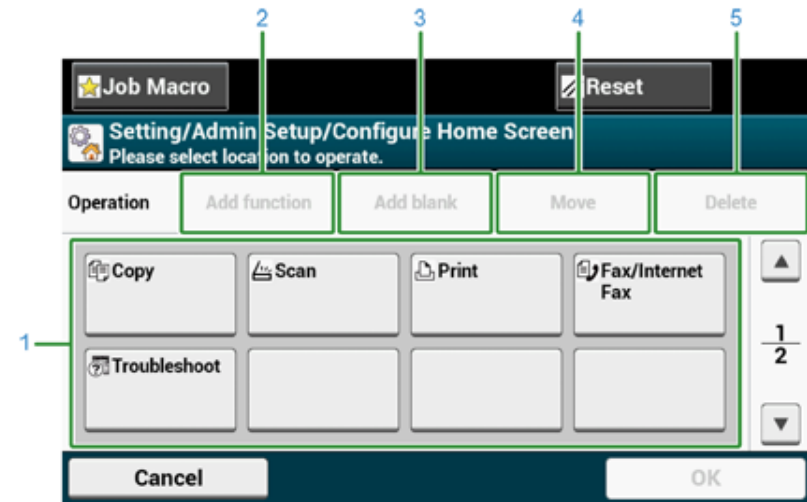 2 3 4 5
Job Macro Reset
Setting/Admin Setup/Configure Home Screen
Please select location to operate.
Operation Add function Add blank Move Delete
Copy Scan Print Fax/Internet
Fax
1
1
2
Troubleshoot
Cancel OK